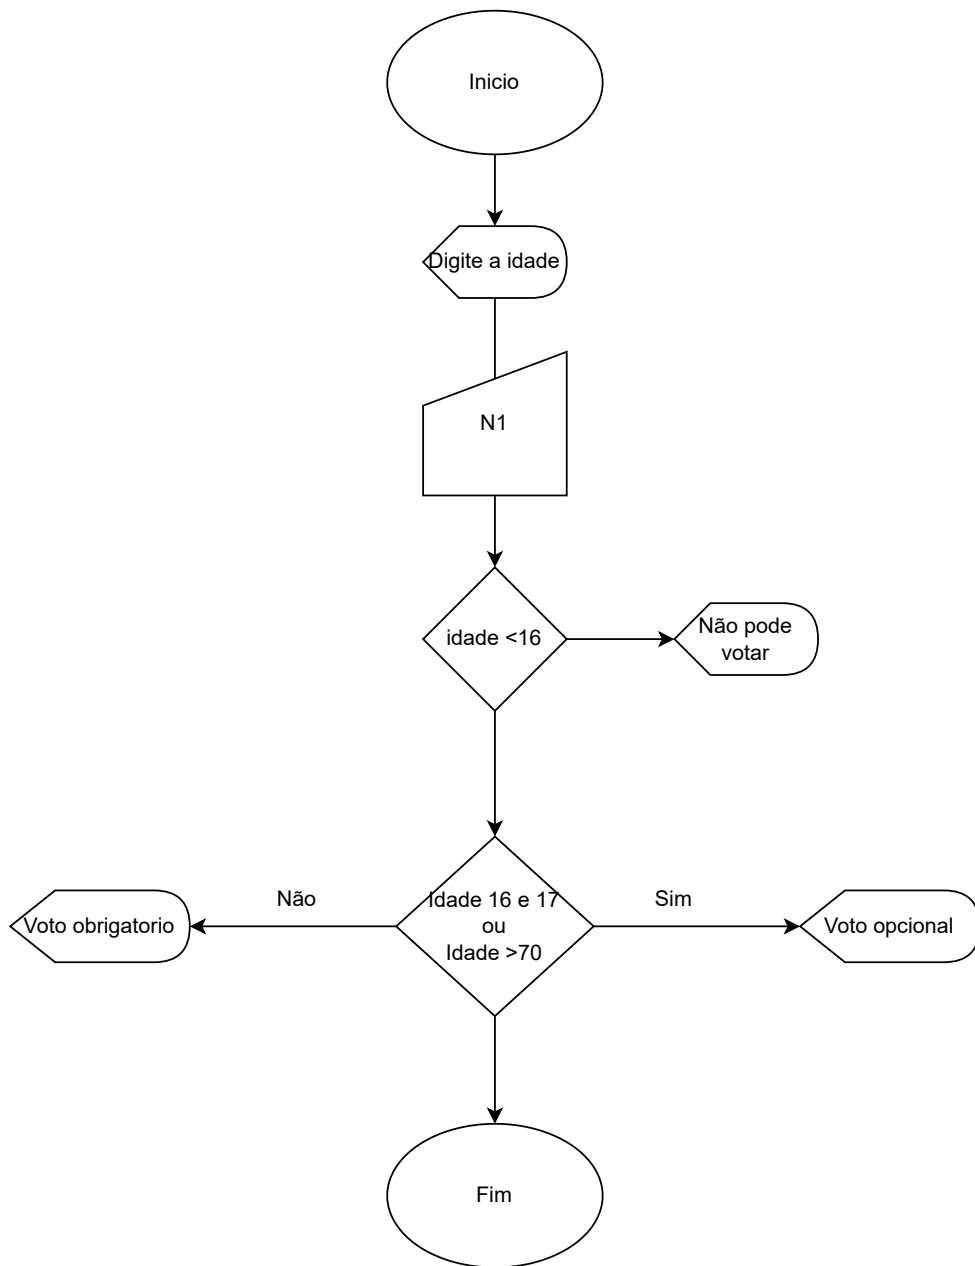 Inicio
Digite a idade
N1
idade <16
Não pode
votar
Não
Sim
Voto obrigatorio
Idade 16 e 17
ou
Idade >70
Voto opcional
Fim